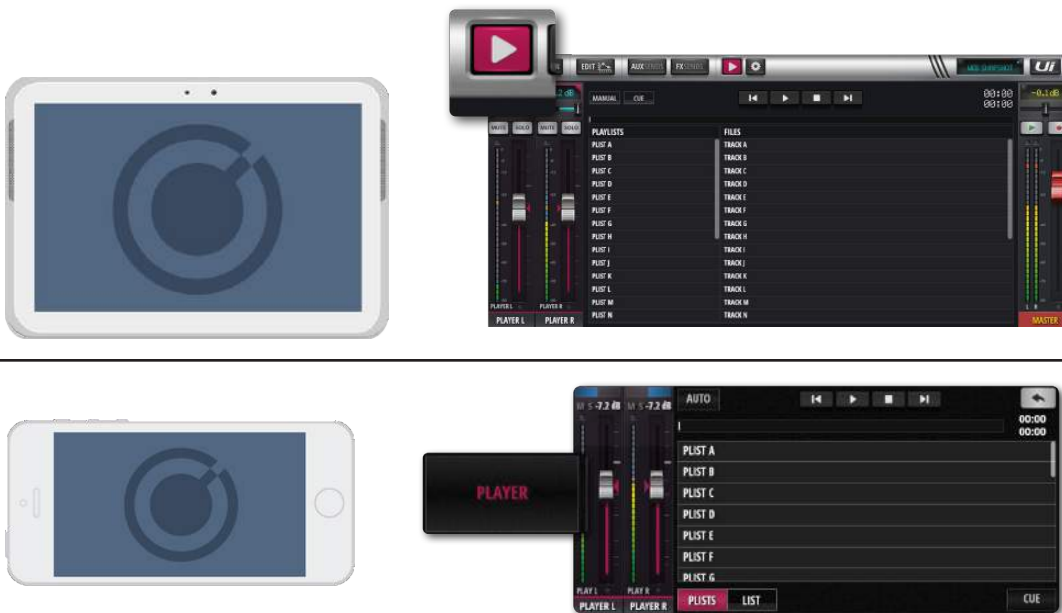 EDIT AUX SENDS FX SENDS Ui
.2 dB MANUAL CUE 00:00 -0.1 dB
00:00
MUTE SOLO MUTE SOLO PLAYLISTS FILES
PLIST A TRACK A
PLIST B TRACK B
PLIST C TRACK C
PLIST D TRACK D
PLIST E TRACK E
PLIST F TRACK F
PLIST G TRACK G
PLIST H TRACK H
PLIST I TRACK I
PLIST J TRACK J
PLIST K TRACK K
PLIST L TRACK L
PLAYER L PLAYER R PLIST M TRACK M L R
PLAYER L PLAYER R PLIST N TRACK N MASTER
M S -7.2 dB M S -7.2 dB AUTO
00:00
00:00
PLIST A
PLIST B
PLIST C
PLAYER
PLIST D
PLIST E
PLIST F
PLIST G
PLAY L PLAY R
PLAYER L PLAYER R PLISTS LIST CUE